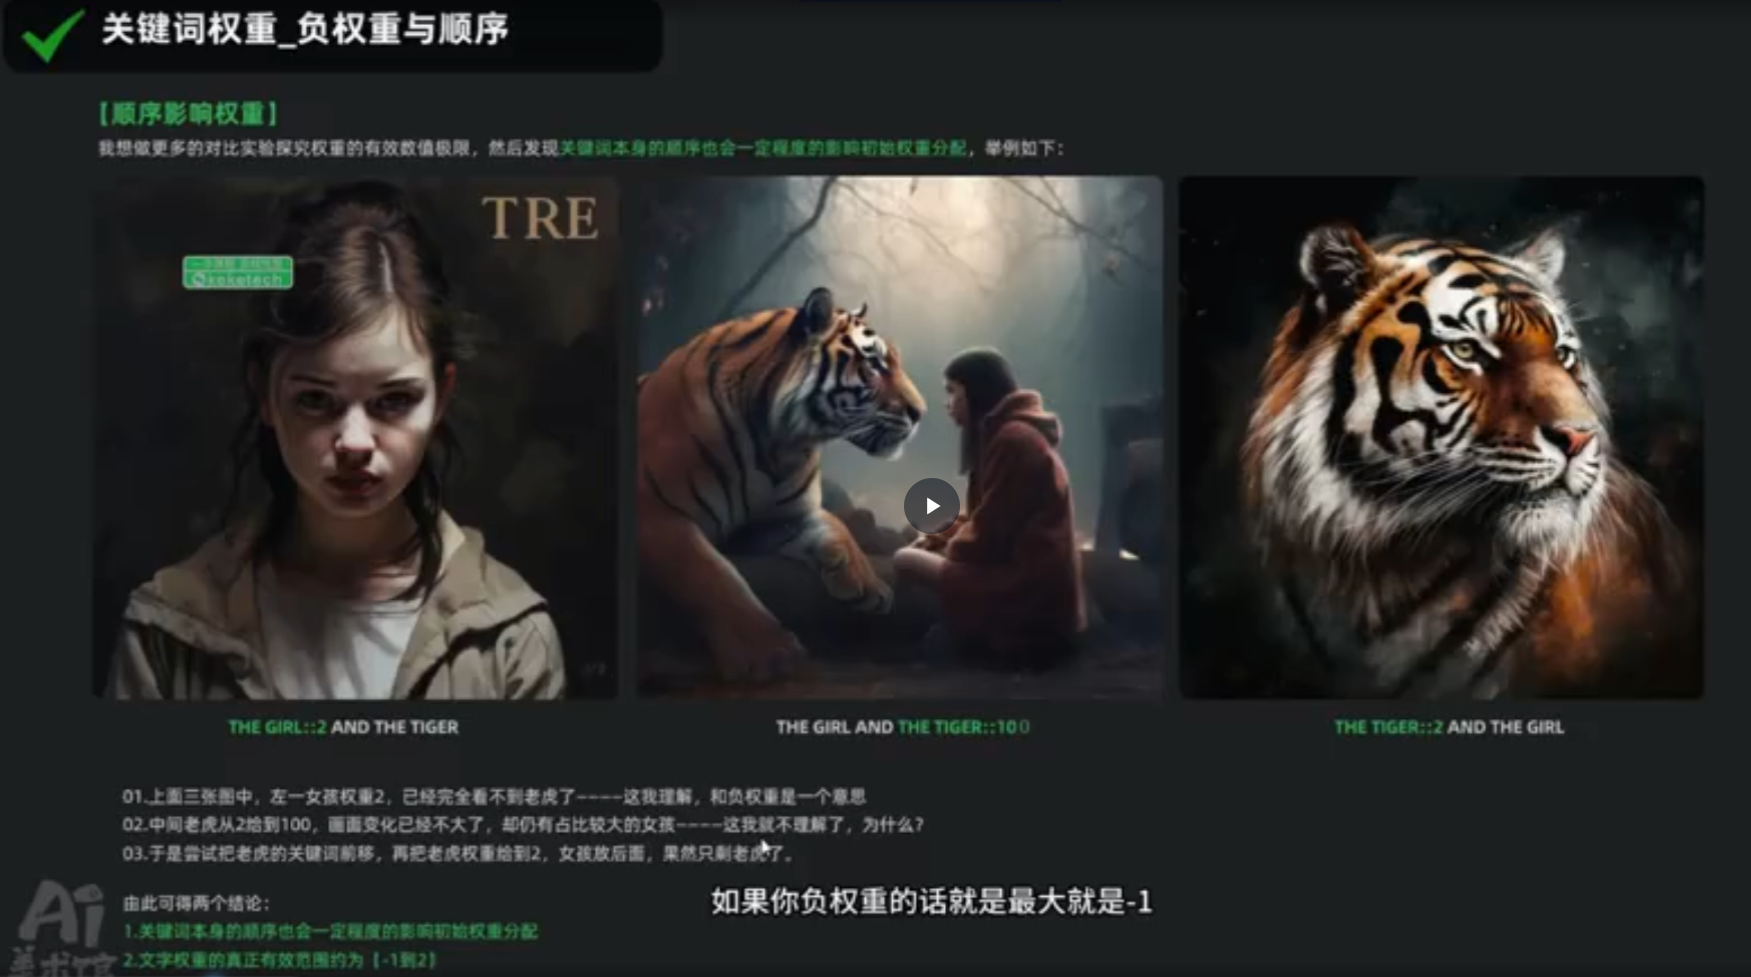 关键词权重_负权重与顺序
【顺序影响权重】
我想做更多的对比实验探究权重的有效数值极限，然后发现关键词本身的顺序也会一定程度的影响初始权重分配，举例如下：
TRE
@koketech
THE GIRL::2 AND THE TIGER
THE GIRL AND THE TIGER::100
THE TIGER::2 AND THE GIRL
01.上面三张图中，左一女孩权重2，已经完全看不到老虎了----这我理解，和负权重是一个意思
02.中间老虎从2给到100，画面变化已经不大了，却仍有占比较大的女孩----这我就不理解了，为什么？
03.于是尝试把老虎的关键词前移，再把老虎权重给到2，女孩放后面，果然只剩老虎了。
如果你负权重的话就是最大就是-1
由此可得两个结论：
1.关键词本身的顺序也会一定程度的影响初始权重分配
2.文字权重的真正有效范围约为【-1到2】
Ai
美术馆